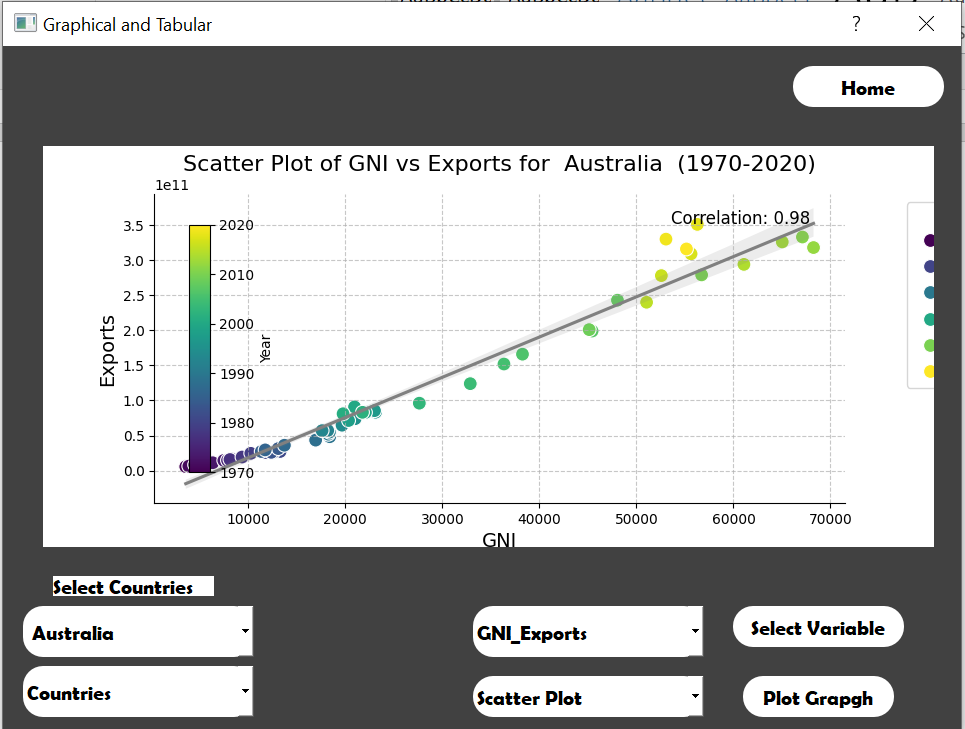 Graphical and Tabular
?
Home
Scatter Plot of GNI vs Exports for  Australia  (1970-2020)
1e11
Correlation: 0.98
3.5
3.0
2.5
2.0
1.5
1.0
0.5
0.0
Exports
2020
2010
2000
1990
1980
1970
Year
10000 20000 30000 40000 50000 60000 70000
GNI
Select Countries
Australia
GNI_Exports
Select Variable
Countries
Scatter Plot
Plot Grapgh